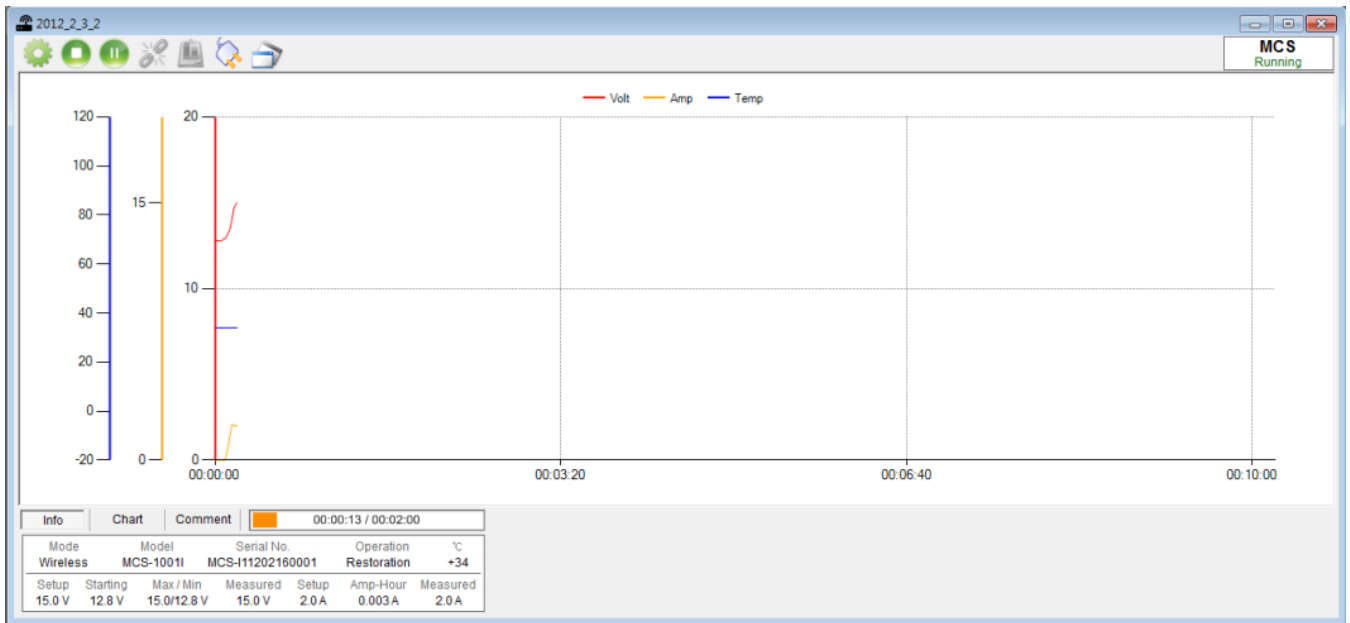 2012_2_3_2
MCS
Running
Volt Amp Temp
120 20
100
80 15
60
10
40
20
0
-20 0 0
00:00:00 00:03:20 00:06:40 00:10:00
Info Chart Comment 00:00:13 / 00:02:00
Mode Model Serial No. Operation °C
Wireless MCS-1001I MCS-I11202160001 Restoration +34
Setup Starting Max / Min Measured Setup Amp-Hour Measured
15.0 V 12.8 V 15.0/12.8 V 15.0 V 2.0 A 0.003 A 2.0 A